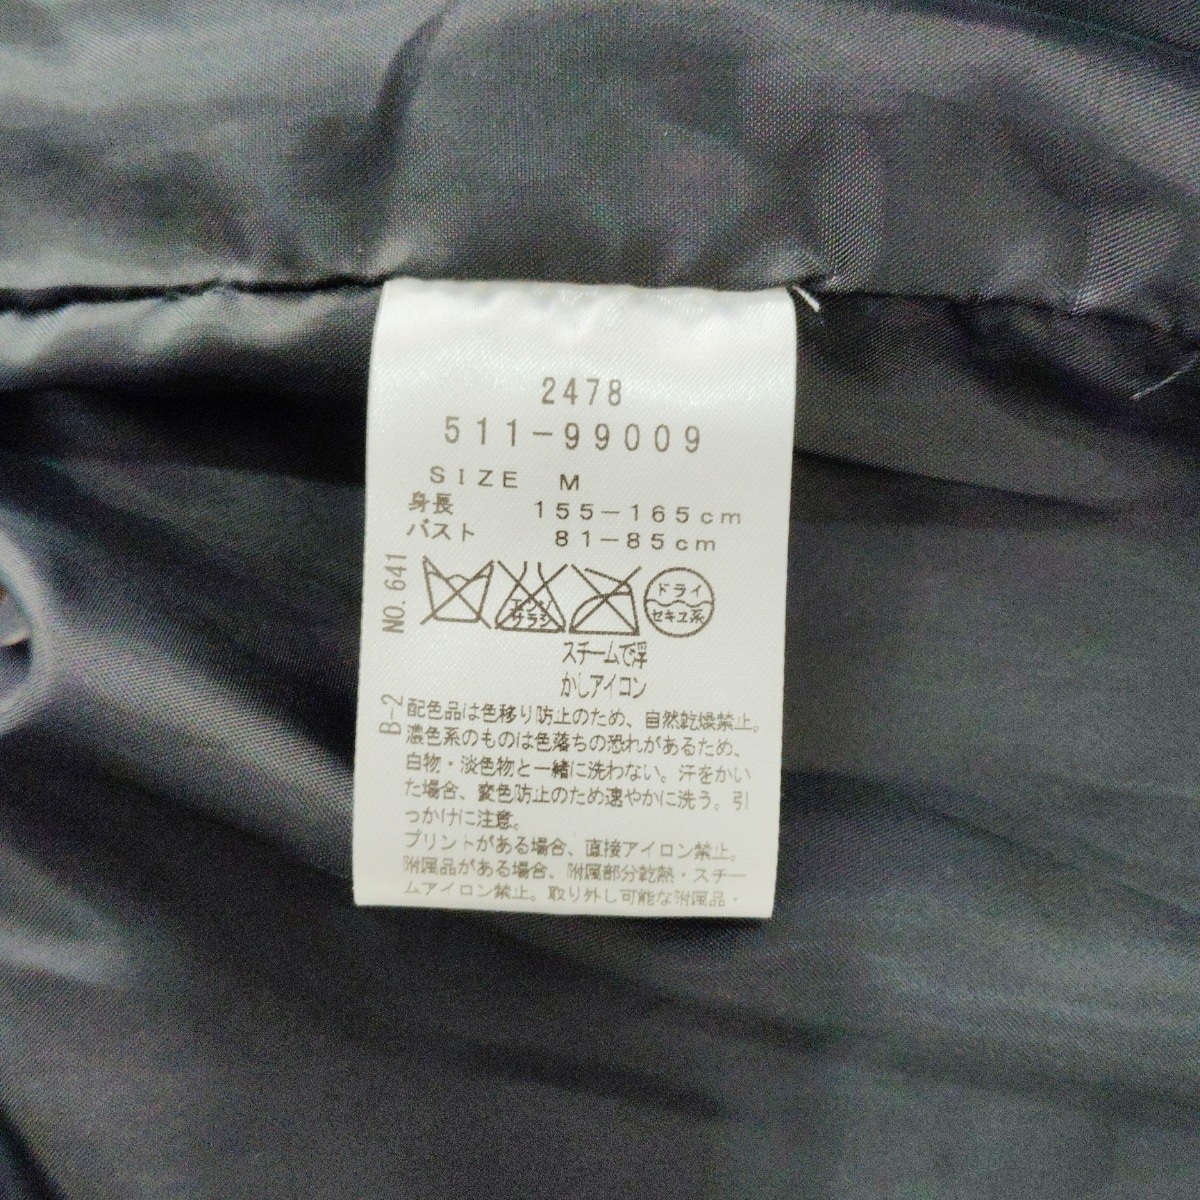 2478
511-99009
SIZE M
身長 155-165cm
バスト 81-85cm
NO. 641
エンソ
サラシ
ドライ
セキユ系
スチームで浮
かしアイロン
B-2
配色品は色移り防止のため、自然乾燥禁止。
濃色系のものは色落ちの恐れがあるため、
白物・淡色物と一緒に洗わない。汗をかい
た場合、変色防止のため速やかに洗う。引
っかけに注意。
プリントがある場合、直接アイロン禁止。
附属品がある場合、附属部分乾熱・スチー
ムアイロン禁止。取り外し可能な附属品・